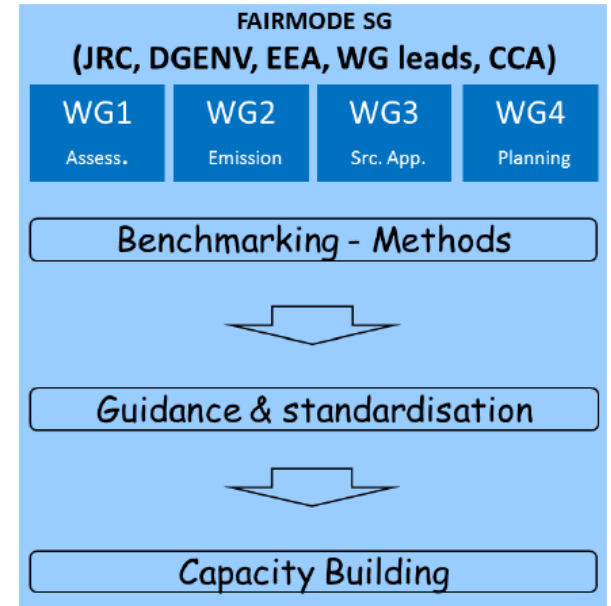 FAIRMODE SG
(JRC, DGENV, EEA, WG leads, CCA)
WG1 WG2 WG3 WG4
Assess. Emission Src. App. Planning
Benchmarking - Methods
Guidance & standardisation
Capacity Building